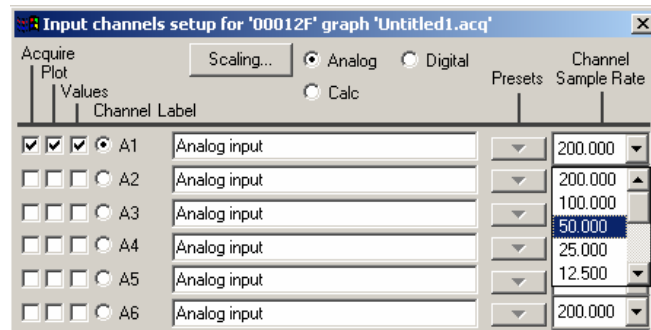 Input channels setup for '00012F' graph 'Untitled1.acq'
Acquire
Plot
Values
Channel Label
Scaling...
Analog
Digital
Calc
Presets
Channel
Sample Rate
A1 Analog input 200.000
A2 Analog input 200.000
100.000
A3 Analog input 50.000
A4 Analog input 25.000
A5 Analog input 12.500
A6 Analog input 200.000